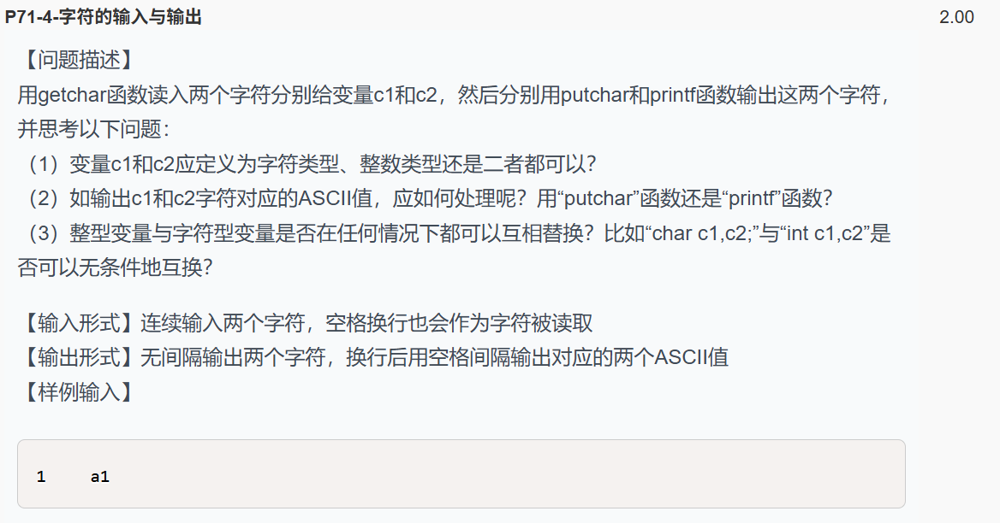 P71-4-字符的输入与输出 2.00
【问题描述】
用getchar函数读入两个字符分别给变量c1和c2，然后分别用putchar和printf函数输出这两个字符，
并思考以下问题：
（1）变量c1和c2应定义为字符类型、整数类型还是二者都可以？
（2）如输出c1和c2字符对应的ASCII值，应如何处理呢？用“putchar”函数还是“printf”函数？
（3）整型变量与字符型变量是否在任何情况下都可以互相替换？比如“char c1,c2;”与“int c1,c2”是
否可以无条件地互换？
【输入形式】连续输入两个字符，空格换行也会作为字符被读取
【输出形式】无间隔输出两个字符，换行后用空格间隔输出对应的两个ASCII值
【样例输入】
1 a1